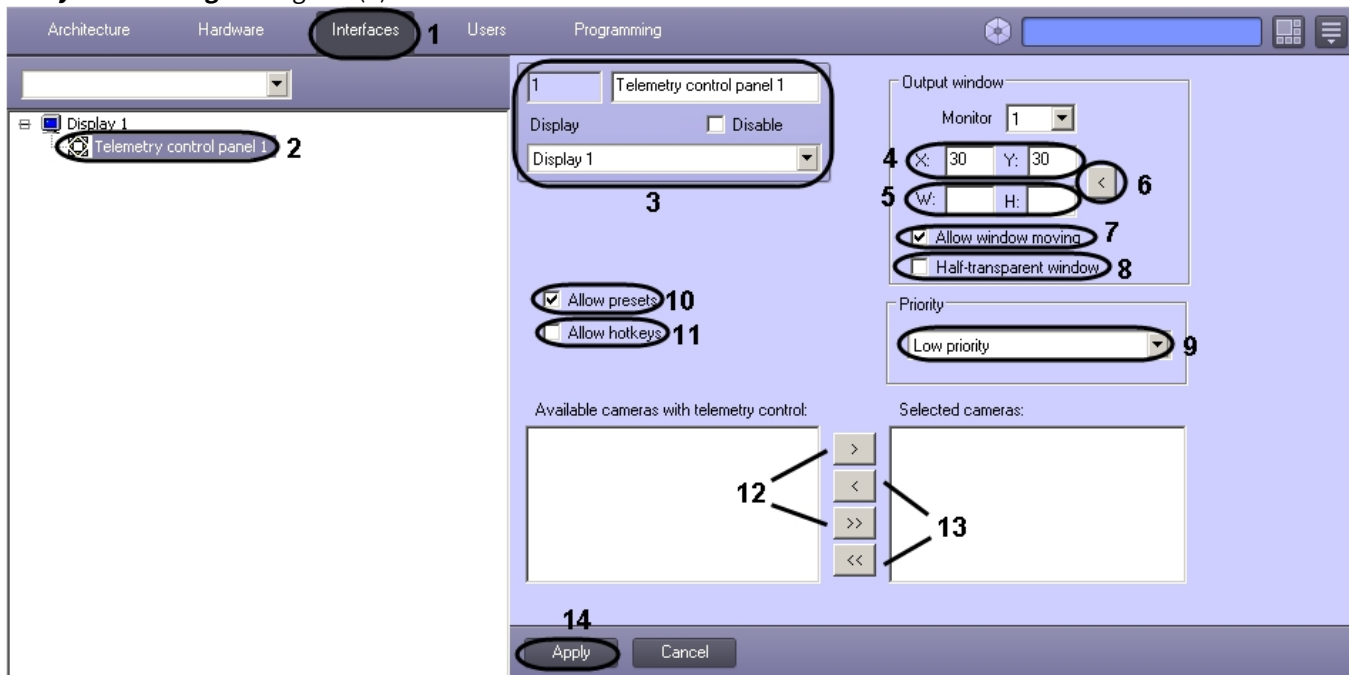 Architecture Hardware Interfaces 1 Users Programming
1 Telemetry control panel 1
Output window
Display 1
Display Disable
Monitor 1
Telemetry control panel 1 2
Display 1
4 X: 30 Y: 30
< 6
3
5 W: H:
Allow window moving 7
Half-transparent window 8
Allow presets 10
Priority
Allow hotkeys 11
Low priority 9
Available cameras with telemetry control:
Selected cameras:
>
12 <
>> 13
<<
14
Apply Cancel